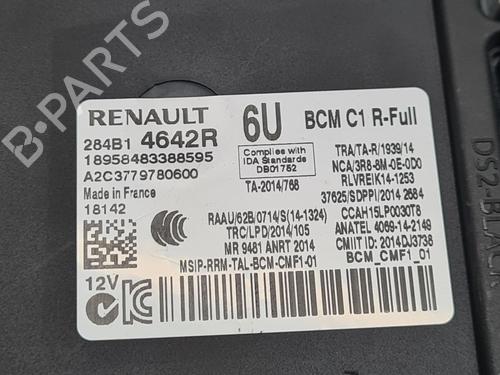 RENAULT 6U BCM C1 R-Full
284B1 4642R
18958483388595
A2C3779780600
Made in France
18142
12V
Complies with
IDA Standards
DB01752
TA-2014/768
TRA/TA-R/1939/14
NCA/3R8-8M-0E-0D0
RLVREIK14-1253
37625/SDPPI/2014 2684
RAAU/62B/0714/S(14-1324) CCAH15LP0030T8
TRC/LPD/2014/105 ANATEL 4069-14-2149
MR 9481 ANRT 2014 CMIIT ID: 2014DJ3738
MSIP-RRM-TAL-BCM-CMF1-01 BCM_CMF1_01
DS2-BLACK
B-PARTS